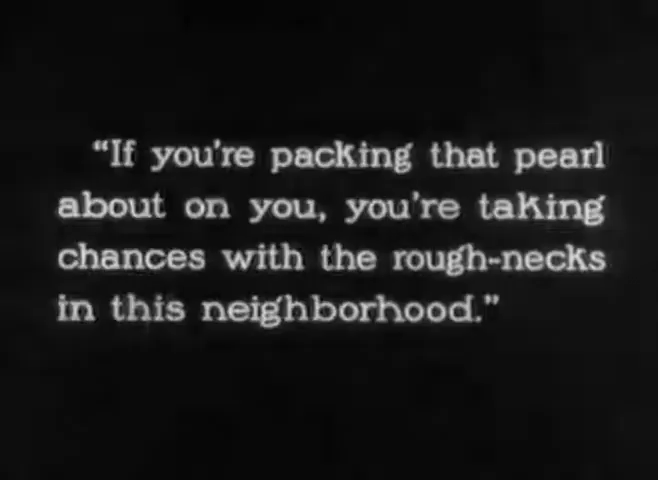 “If you're packing that pearl
about on you, you're taking
chances with the rough-necks
in this neighborhood.”